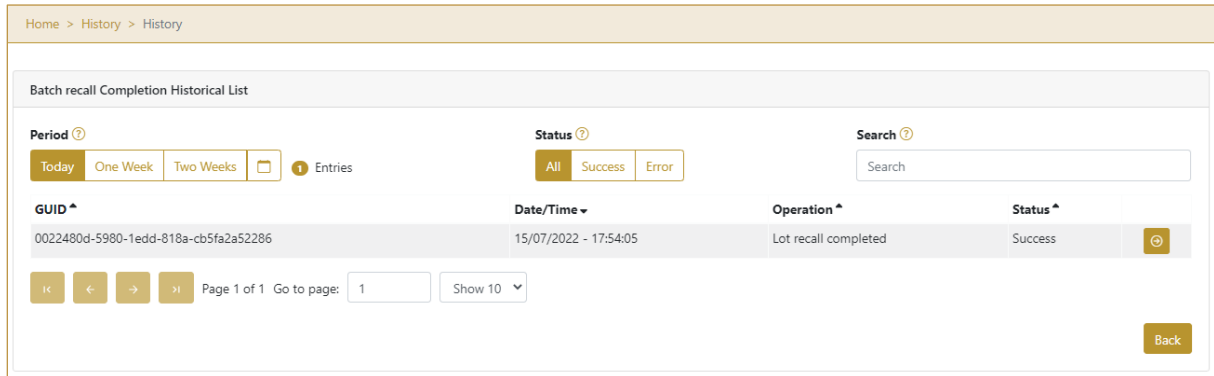 Home > History > History
Batch recall Completion Historical List
Period ? Status ? Search ?
Today One Week Two Weeks 1 Entries All Success Error Search
GUID Date/Time Operation Status
0022480d-5980-1edd-818a-cb5fa2a52286 15/07/2022 - 17:54:05 Lot recall completed Success
Page 1 of 1 Go to page: 1 Show 10
Back